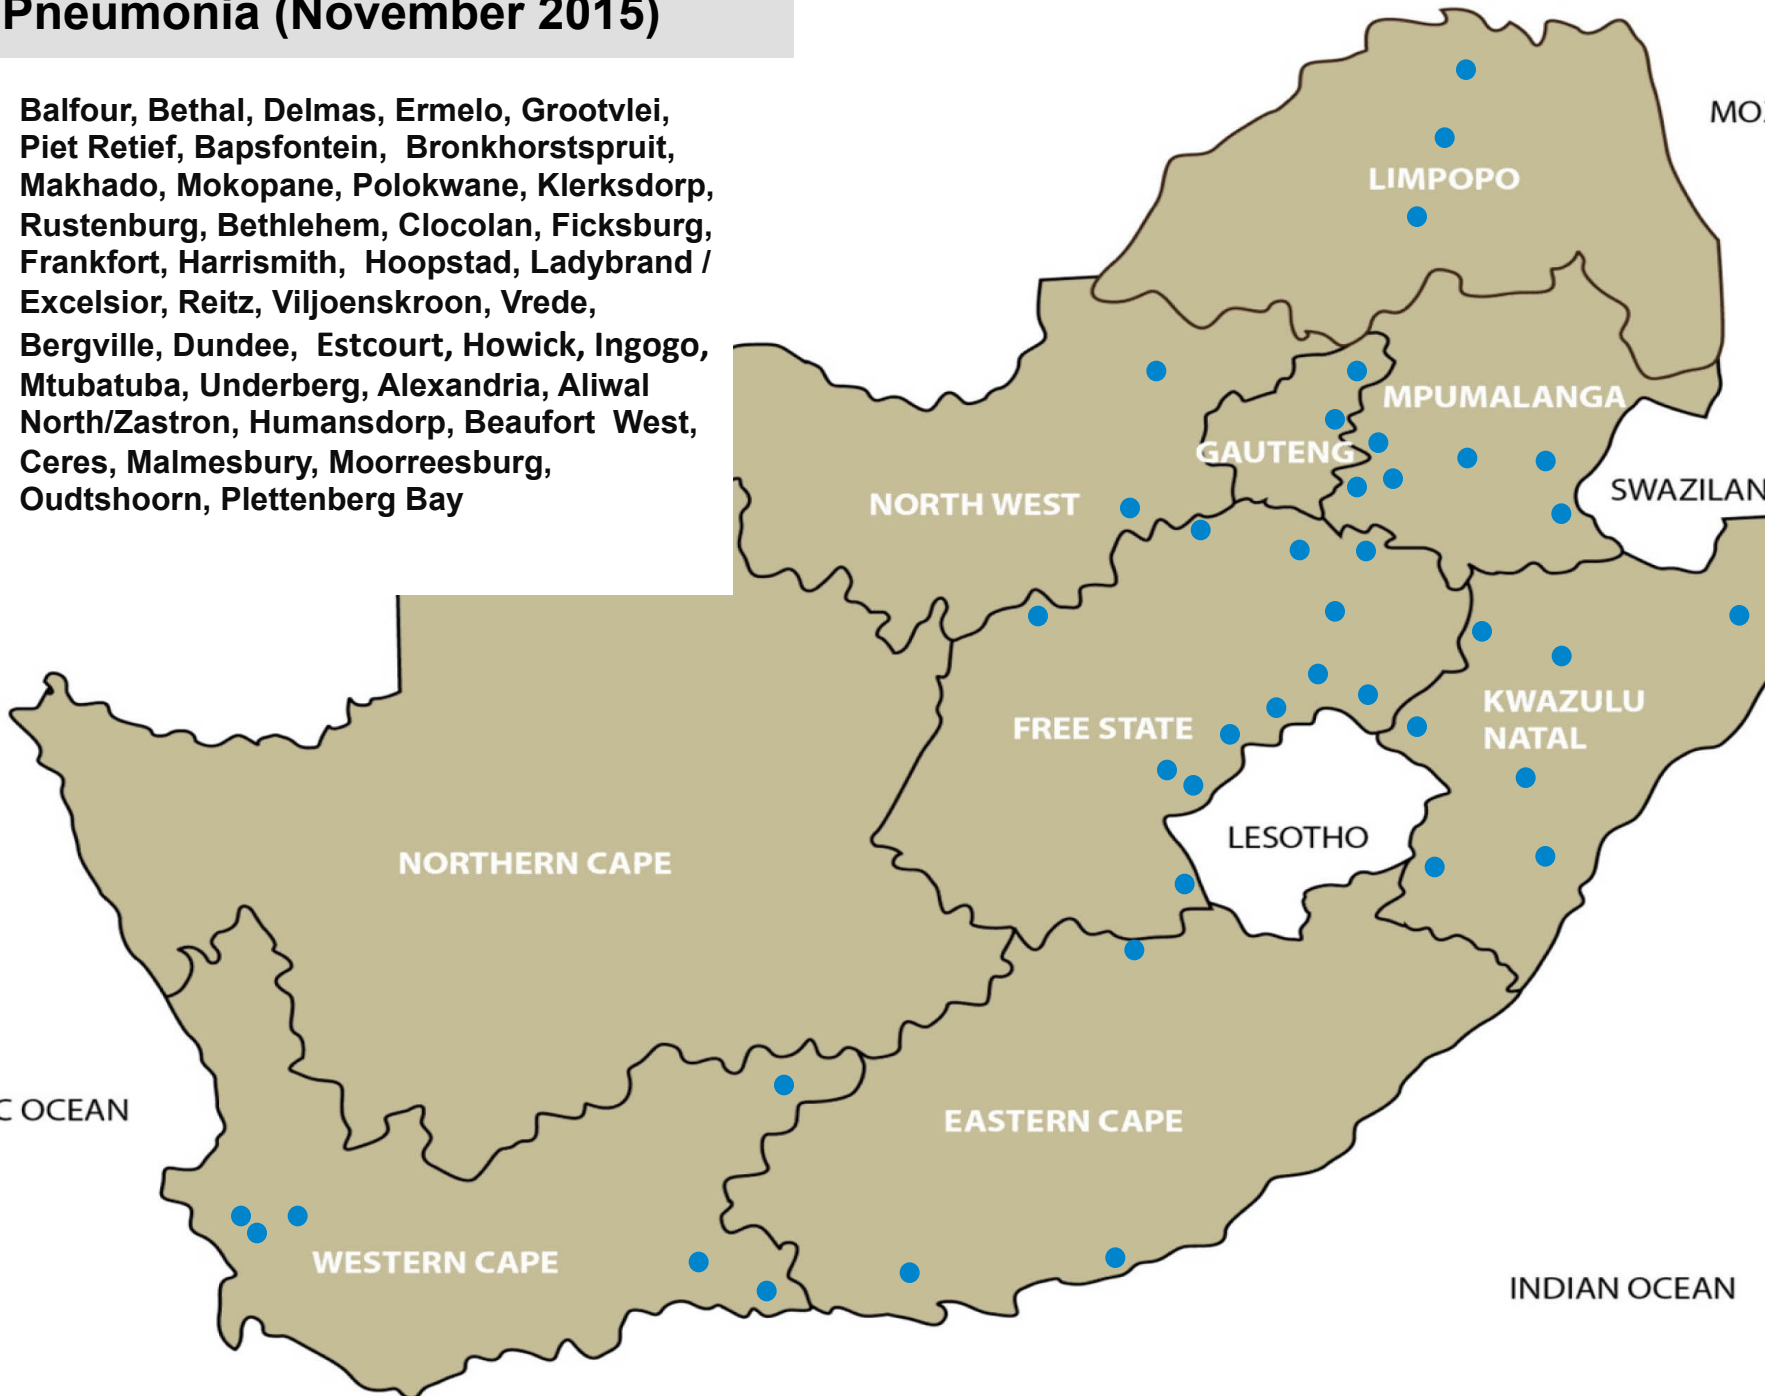 Pneumonia (November 2015)
Balfour, Bethal, Delmas, Ermelo, Grootvlei,
Piet Retief, Bapsfontein, Bronkhorstspruit,
Makhado, Mokopane, Polokwane, Klerksdorp,
Rustenburg, Bethlehem, Clocolan, Ficksburg,
Frankfort, Harrismith, Hoopstad, Ladybrand /
Excelsior, Reitz, Viljoenskroon, Vrede,
Bergville, Dundee, Estcourt, Howick, Ingogo,
Mtubatuba, Underberg, Alexandria, Aliwal
North/Zastron, Humansdorp, Beaufort West,
Ceres, Malmesbury, Moorreesburg,
Oudtshoorn, Plettenberg Bay
MOZ
LIMPOPO
MPUMALANGA
GAUTENG
SWAZILAN
NORTH WEST
KWAZULU
NATAL
FREE STATE
LESOTHO
NORTHERN CAPE
C OCEAN
EASTERN CAPE
WESTERN CAPE
INDIAN OCEAN